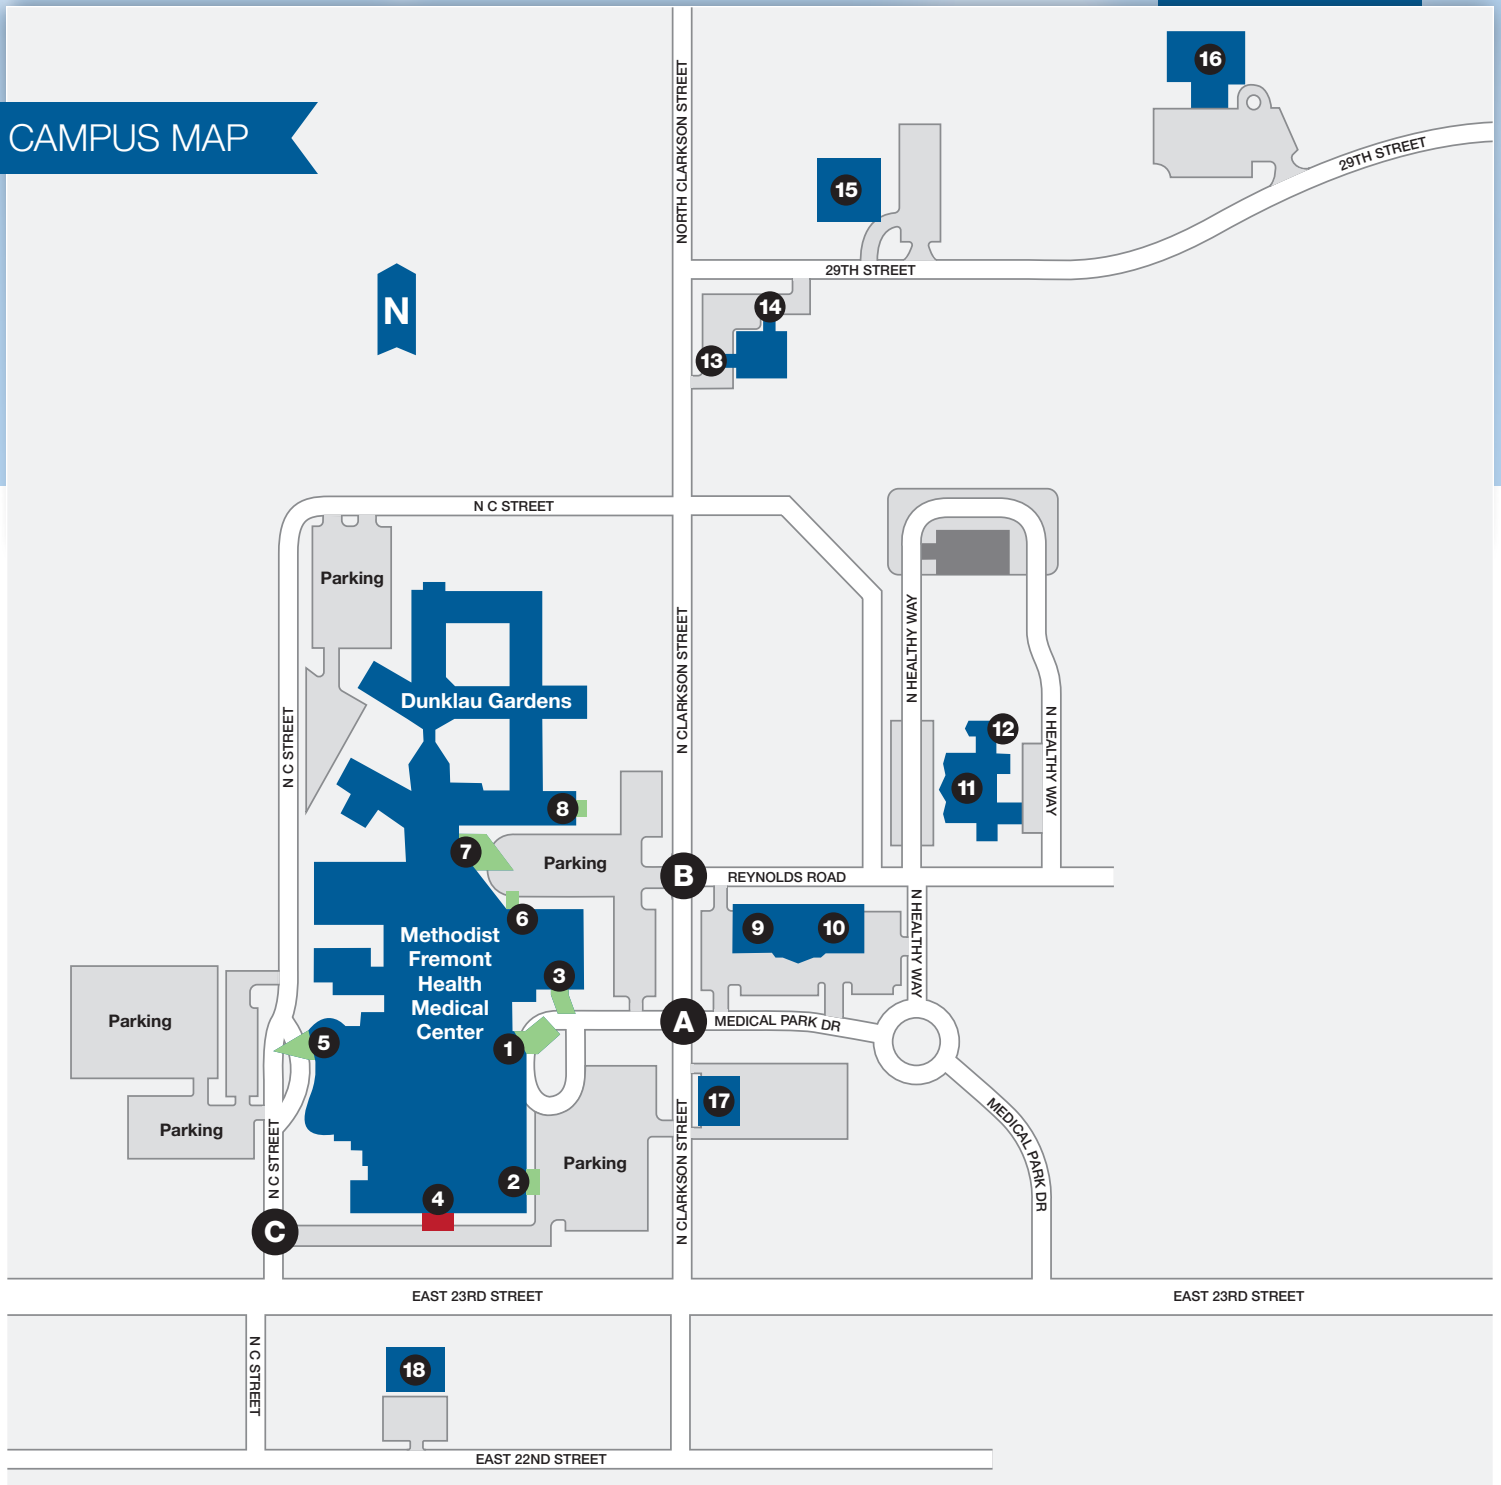 16
NORTH CLARKSON STREET
CAMPUS MAP
29TH STREET
15
29TH STREET
N
14
13
N C STREET
Parking
N HEALTHY WAY
N CLARKSON STREET
Dunklau Gardens
N C STREET
N HEALTHY WAY
12
11
8
7
Parking
B
REYNOLDS ROAD
6
9
10
N HEALTHY WAY
Methodist
Fremont
Health
Medical
Center
3
Parking
A
MEDICAL PARK DR
5
1
17
MEDICAL PARK DR
Parking
N C STREET
N CLARKSON STREET
Parking
2
4
C
EAST 23RD STREET
EAST 23RD STREET
N C STREET
18
EAST 22ND STREET